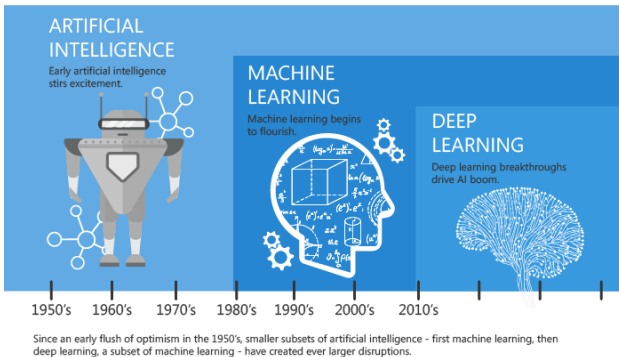 ARTIFICIAL
INTELLIGENCE
Early artificial intelligence
stirs excitement.
MACHINE
LEARNING
Machine learning begins
to flourish.
DEEP
LEARNING
Deep learning breakthroughs
drive AI boom.
1950's 1960's 1970's 1980's 1990's 2000's 2010's
Since an early flush of optimism in the 1950's, smaller subsets of artificial intelligence - first machine learning, then
deep learning, a subset of machine learning - have created ever larger disruptions.